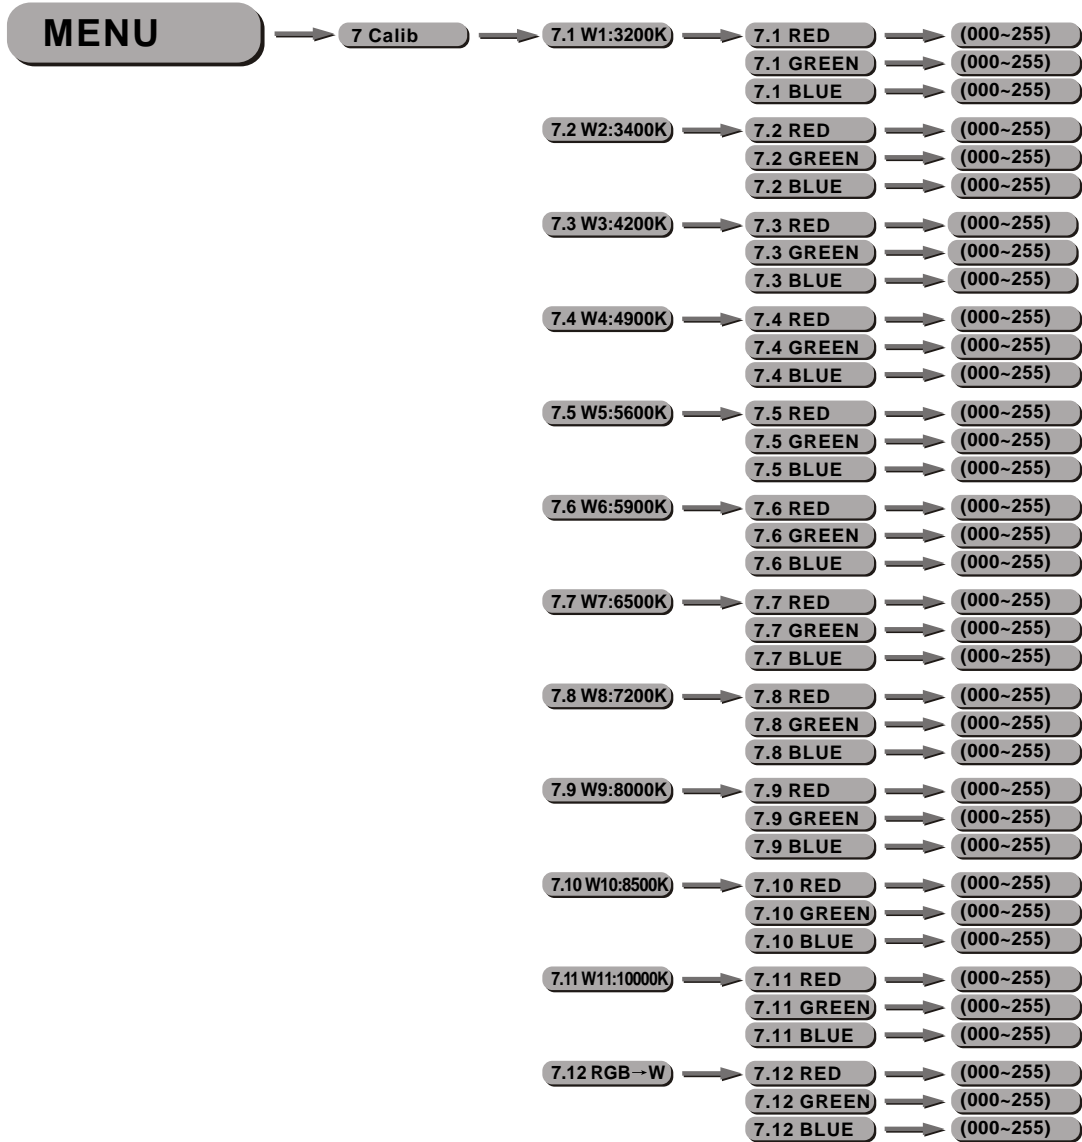 MENU 7 Calib 7.1 W1:3200K 7.1 RED (000~255)
7.1 GREEN (000~255)
7.1 BLUE (000~255)
7.2 W2:3400K 7.2 RED (000~255)
7.2 GREEN (000~255)
7.2 BLUE (000~255)
7.3 W3:4200K 7.3 RED (000~255)
7.3 GREEN (000~255)
7.3 BLUE (000~255)
7.4 W4:4900K 7.4 RED (000~255)
7.4 GREEN (000~255)
7.4 BLUE (000~255)
7.5 W5:5600K 7.5 RED (000~255)
7.5 GREEN (000~255)
7.5 BLUE (000~255)
7.6 W6:5900K 7.6 RED (000~255)
7.6 GREEN (000~255)
7.6 BLUE (000~255)
7.7 W7:6500K 7.7 RED (000~255)
7.7 GREEN (000~255)
7.7 BLUE (000~255)
7.8 W8:7200K 7.8 RED (000~255)
7.8 GREEN (000~255)
7.8 BLUE (000~255)
7.9 W9:8000K 7.9 RED (000~255)
7.9 GREEN (000~255)
7.9 BLUE (000~255)
7.10 W10:8500K 7.10 RED (000~255)
7.10 GREEN (000~255)
7.10 BLUE (000~255)
7.11 W11:10000K 7.11 RED (000~255)
7.11 GREEN (000~255)
7.11 BLUE (000~255)
7.12 RGB→W 7.12 RED (000~255)
7.12 GREEN (000~255)
7.12 BLUE (000~255)